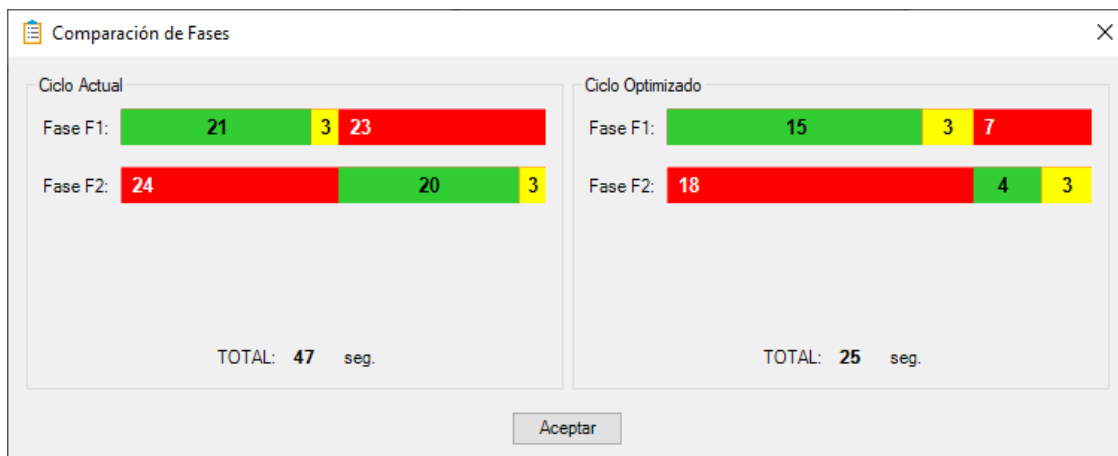 Comparación de Fases
Ciclo Actual
Fase F1: 21 3 23
Fase F2: 24 20 3
TOTAL: 47 seg.
Ciclo Optimizado
Fase F1: 15 3 7
Fase F2: 18 4 3
TOTAL: 25 seg.
Aceptar